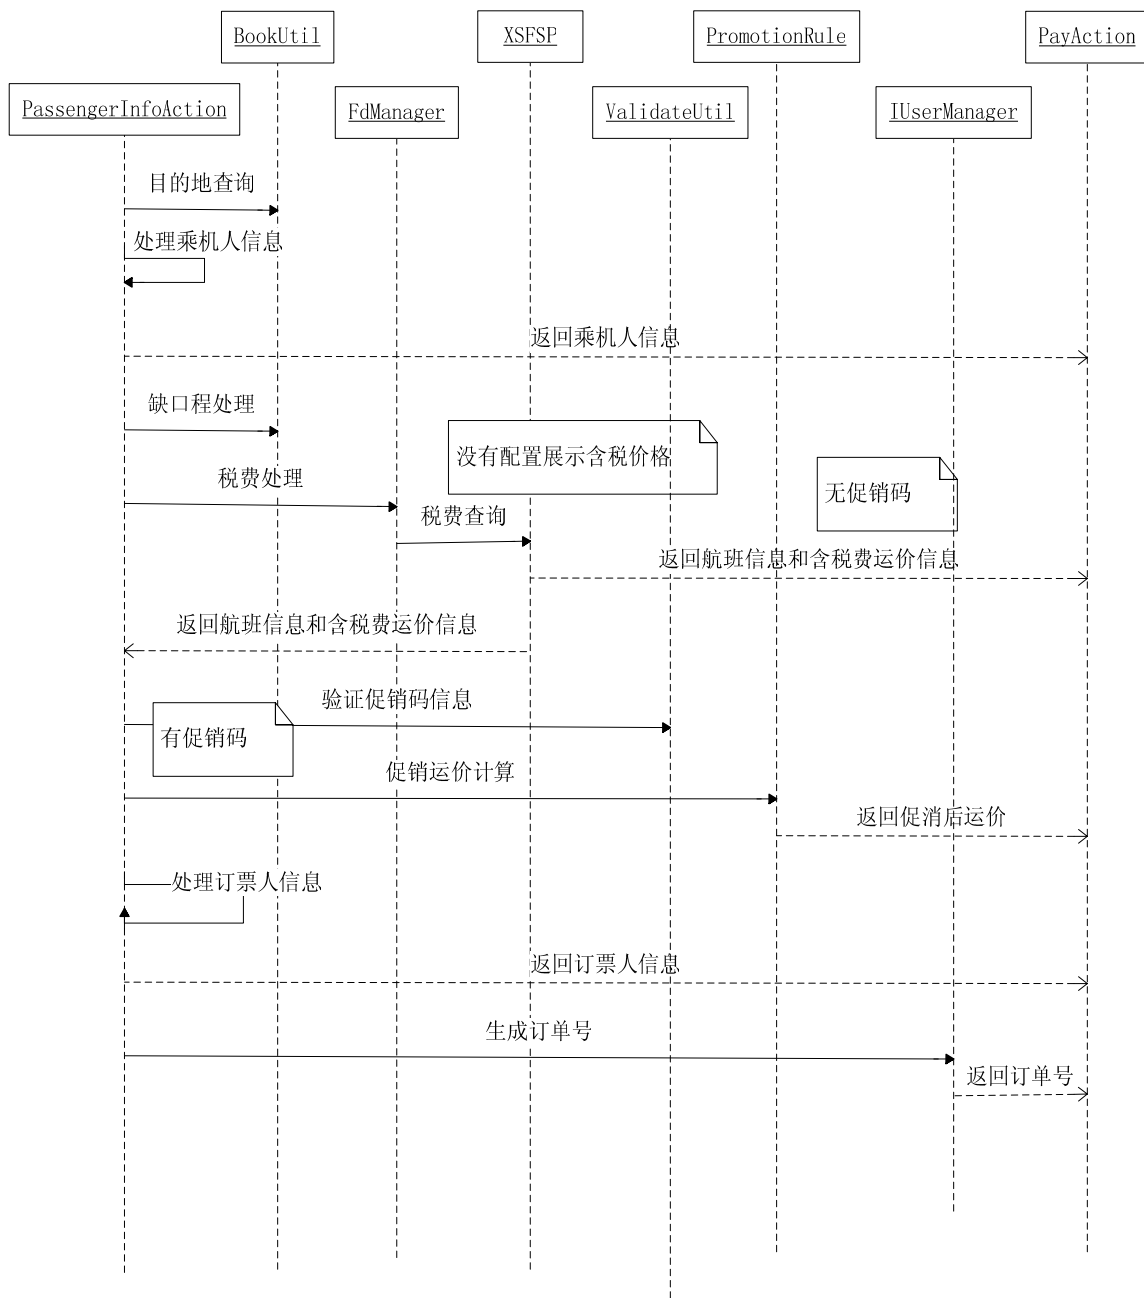 BookUtil
XSFSP
PromotionRule
PayAction
PassengerInfoAction
FdManager
ValidateUtil
IUserManager
目的地查询
处理乘机人信息
返回乘机人信息
缺口程处理
没有配置展示含税价格
税费处理
无促销码
税费查询
返回航班信息和含税费运价信息
返回航班信息和含税费运价信息
验证促销码信息
有促销码
促销运价计算
返回促消后运价
处理订票人信息
返回订票人信息
生成订单号
返回订单号